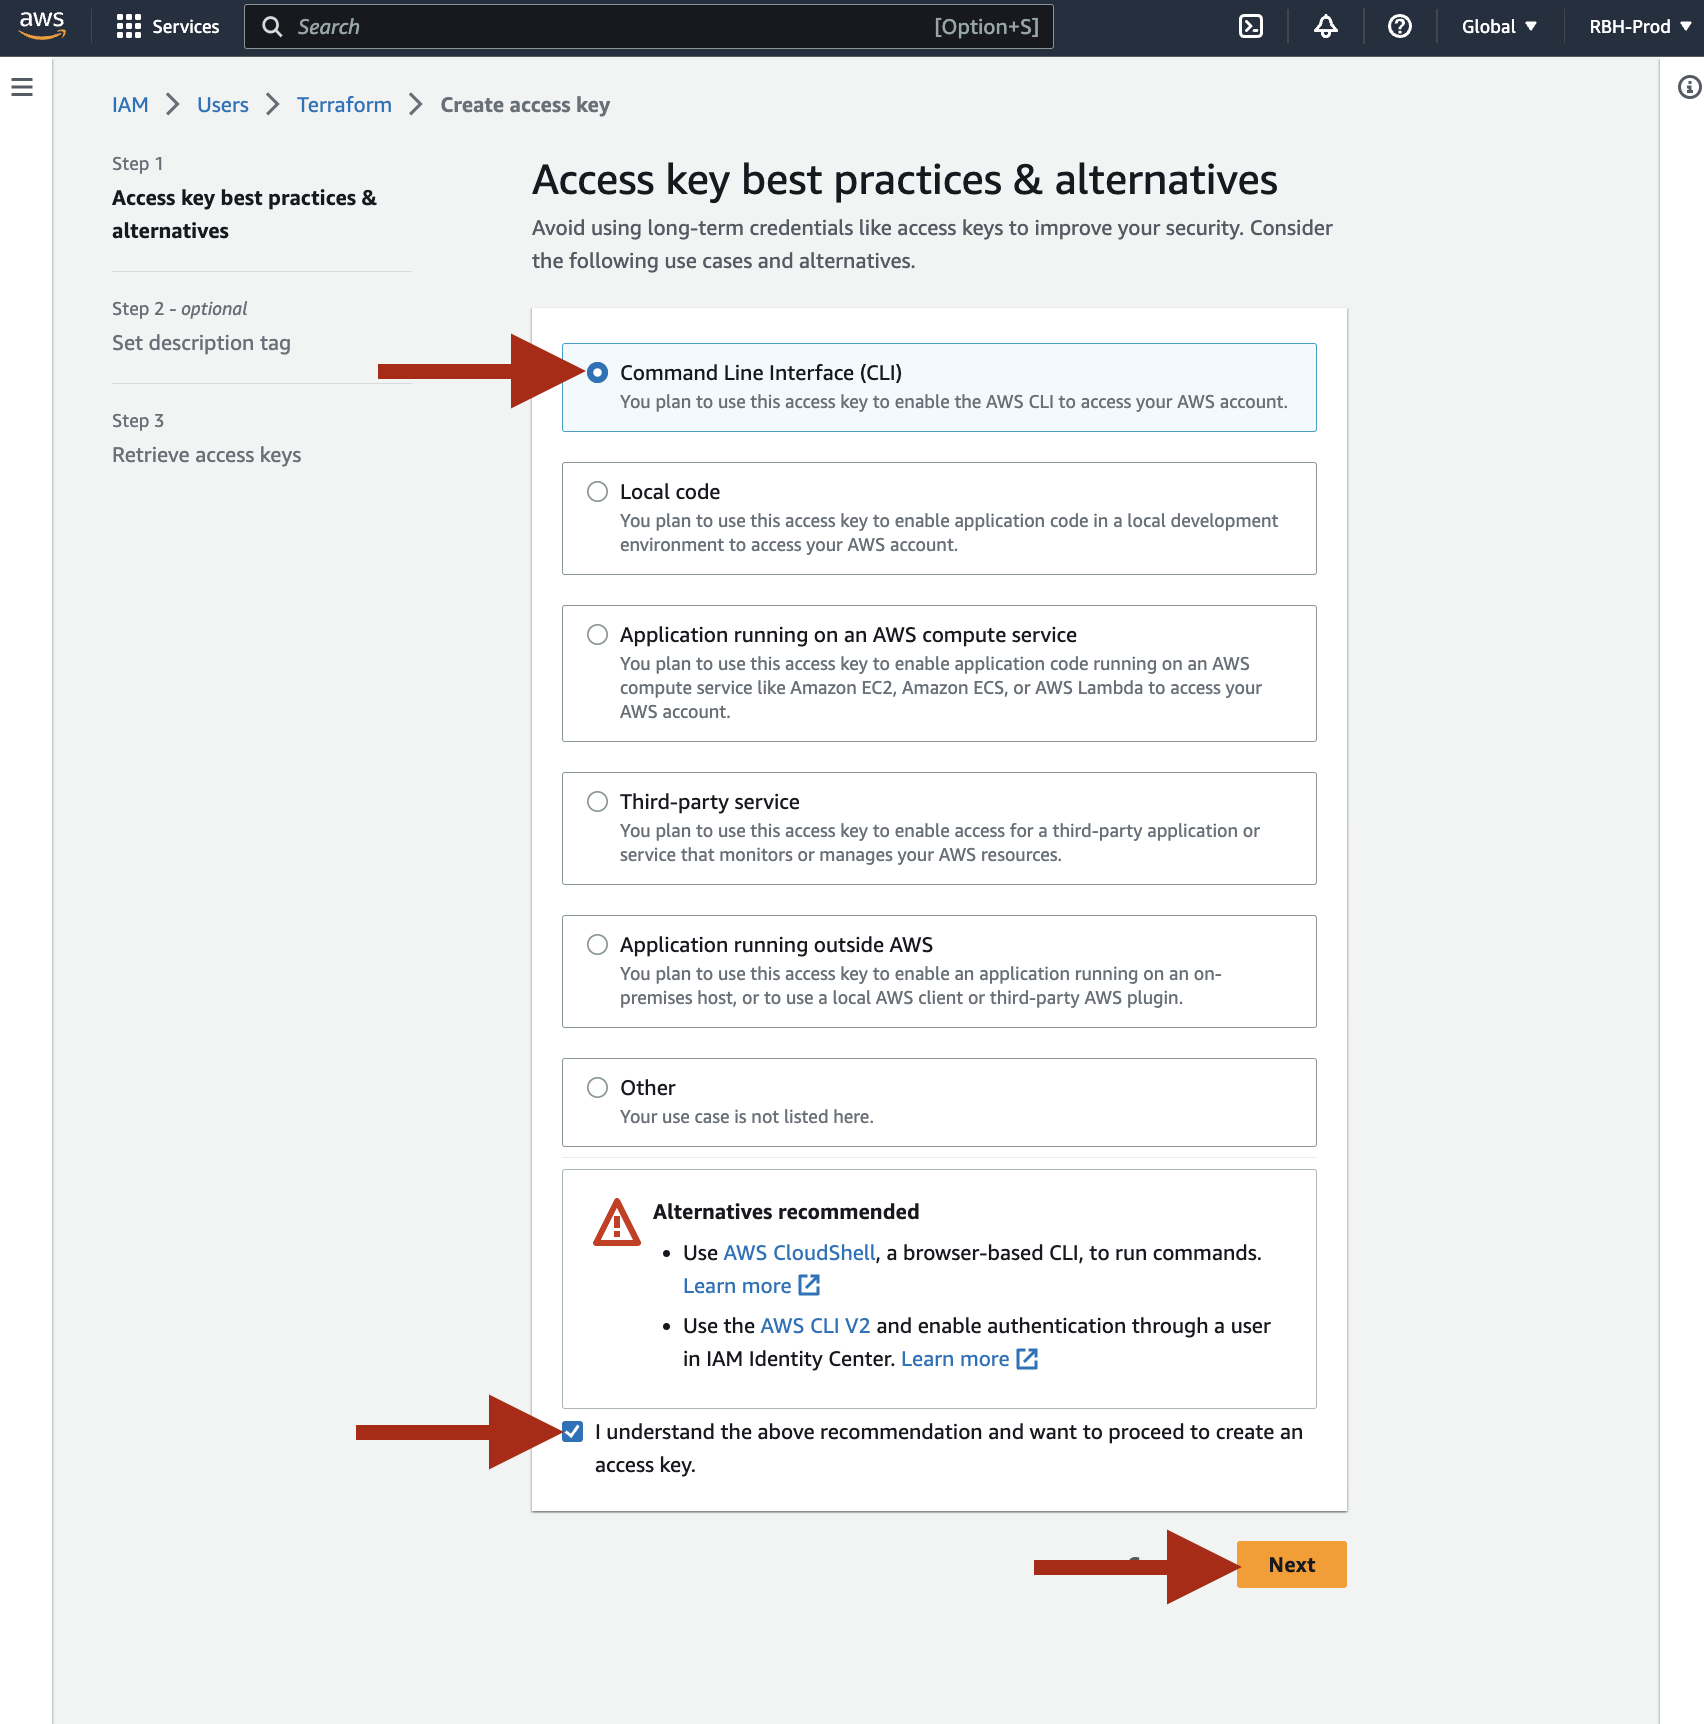 aws
Services
Search
[Option+S]
Global
RBH-Prod
IAM
Users
Terraform
Create access key
Step 1
Access key best practices &
alternatives
Step 2 - optional
Set description tag
Step 3
Retrieve access keys
Access key best practices & alternatives
Avoid using long-term credentials like access keys to improve your security. Consider
the following use cases and alternatives.
Command Line Interface (CLI)
You plan to use this access key to enable the AWS CLI to access your AWS account.
Local code
You plan to use this access key to enable application code in a local development
environment to access your AWS account.
Application running on an AWS compute service
You plan to use this access key to enable application code running on an AWS
compute service like Amazon EC2, Amazon ECS, or AWS Lambda to access your
AWS account.
Third-party service
You plan to use this access key to enable access for a third-party application or
service that monitors or manages your AWS resources.
Application running outside AWS
You plan to use this access key to enable an application running on an on-
premises host, or to use a local AWS client or third-party AWS plugin.
Other
Your use case is not listed here.
Alternatives recommended
• Use AWS CloudShell, a browser-based CLI, to run commands.
Learn more
• Use the AWS CLI V2 and enable authentication through a user
in IAM Identity Center. Learn more
I understand the above recommendation and want to proceed to create an
access key.
Next